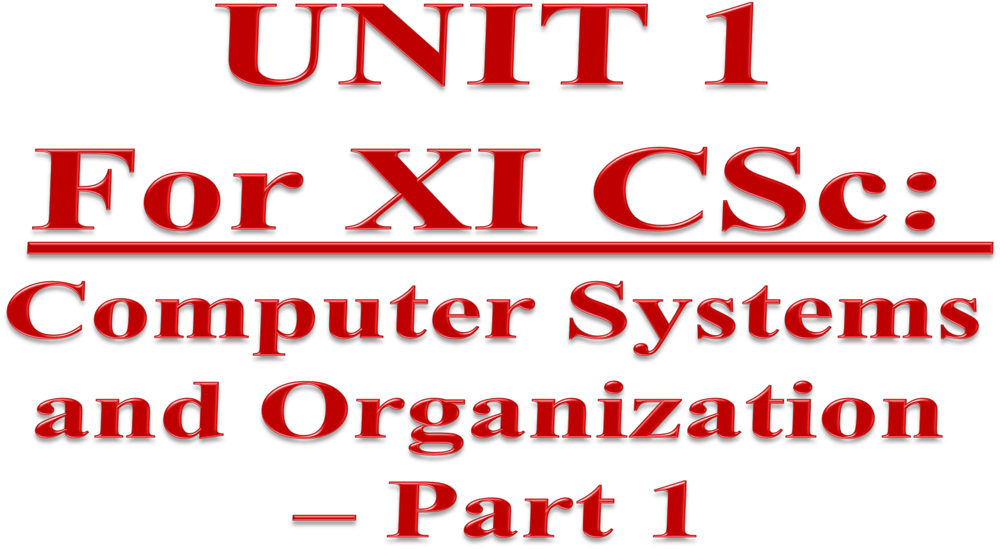 UNIT 1
For XI CSc:
Computer Systems
and Organization
– Part 1